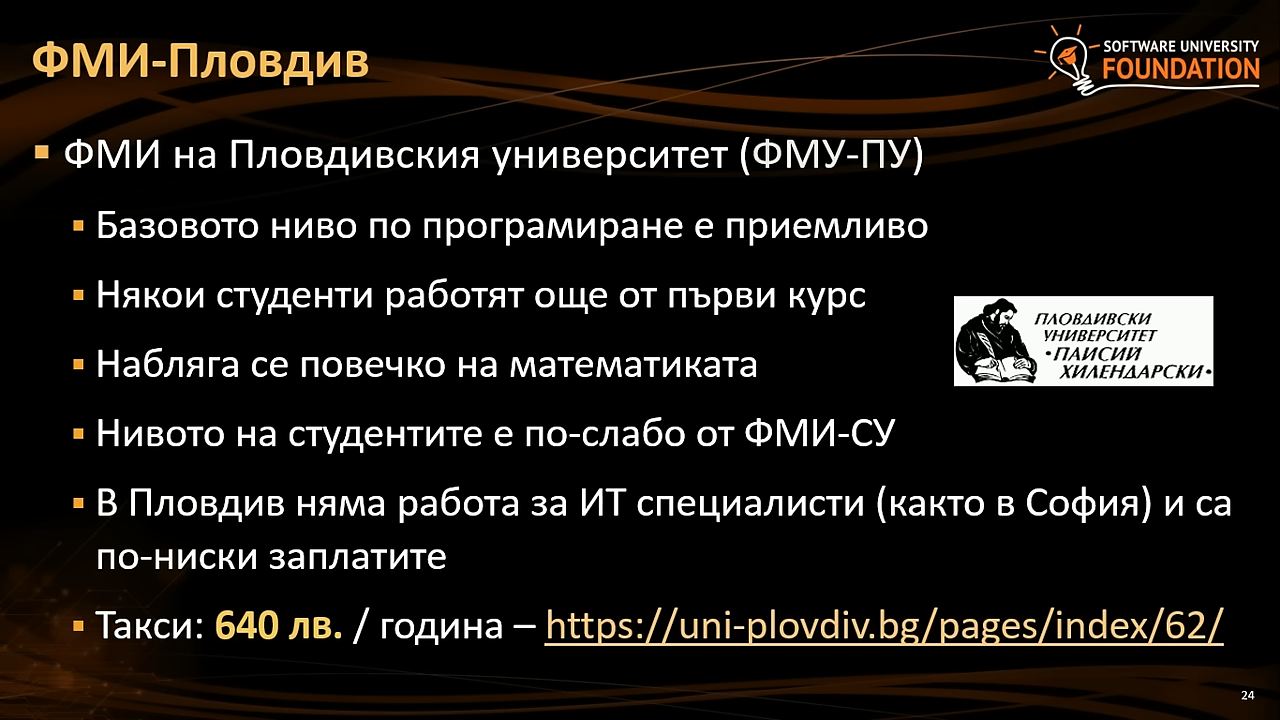 ФМИ-Пловдив
SOFTWARE UNIVERSITY
FOUNDATION
ФМИ на Пловдивския университет (ФМУ-ПУ)
Базовото ниво по програмиране е приемливо
Някои студенти работят още от първи курс
Набляга се повечко на математиката
ПЛОВДИВСКИ
УНИВЕРСИТЕТ
•ПАИСИЙ
ХИЛЕНДАРСКИ•
Нивото на студентите е по-слабо от ФМИ-СУ
В Пловдив няма работа за ИТ специалисти (както в София) и са
по-ниски заплатите
Такси: 640 лв. / година – https://uni-plovdiv.bg/pages/index/62/
24